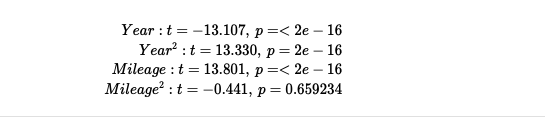 Year : t = −13.107, p =< 2e − 16
Year² : t = 13.330, p = 2e − 16
Mileage : t = 13.801, p =< 2e − 16
Mileage² : t = −0.441, p = 0.659234